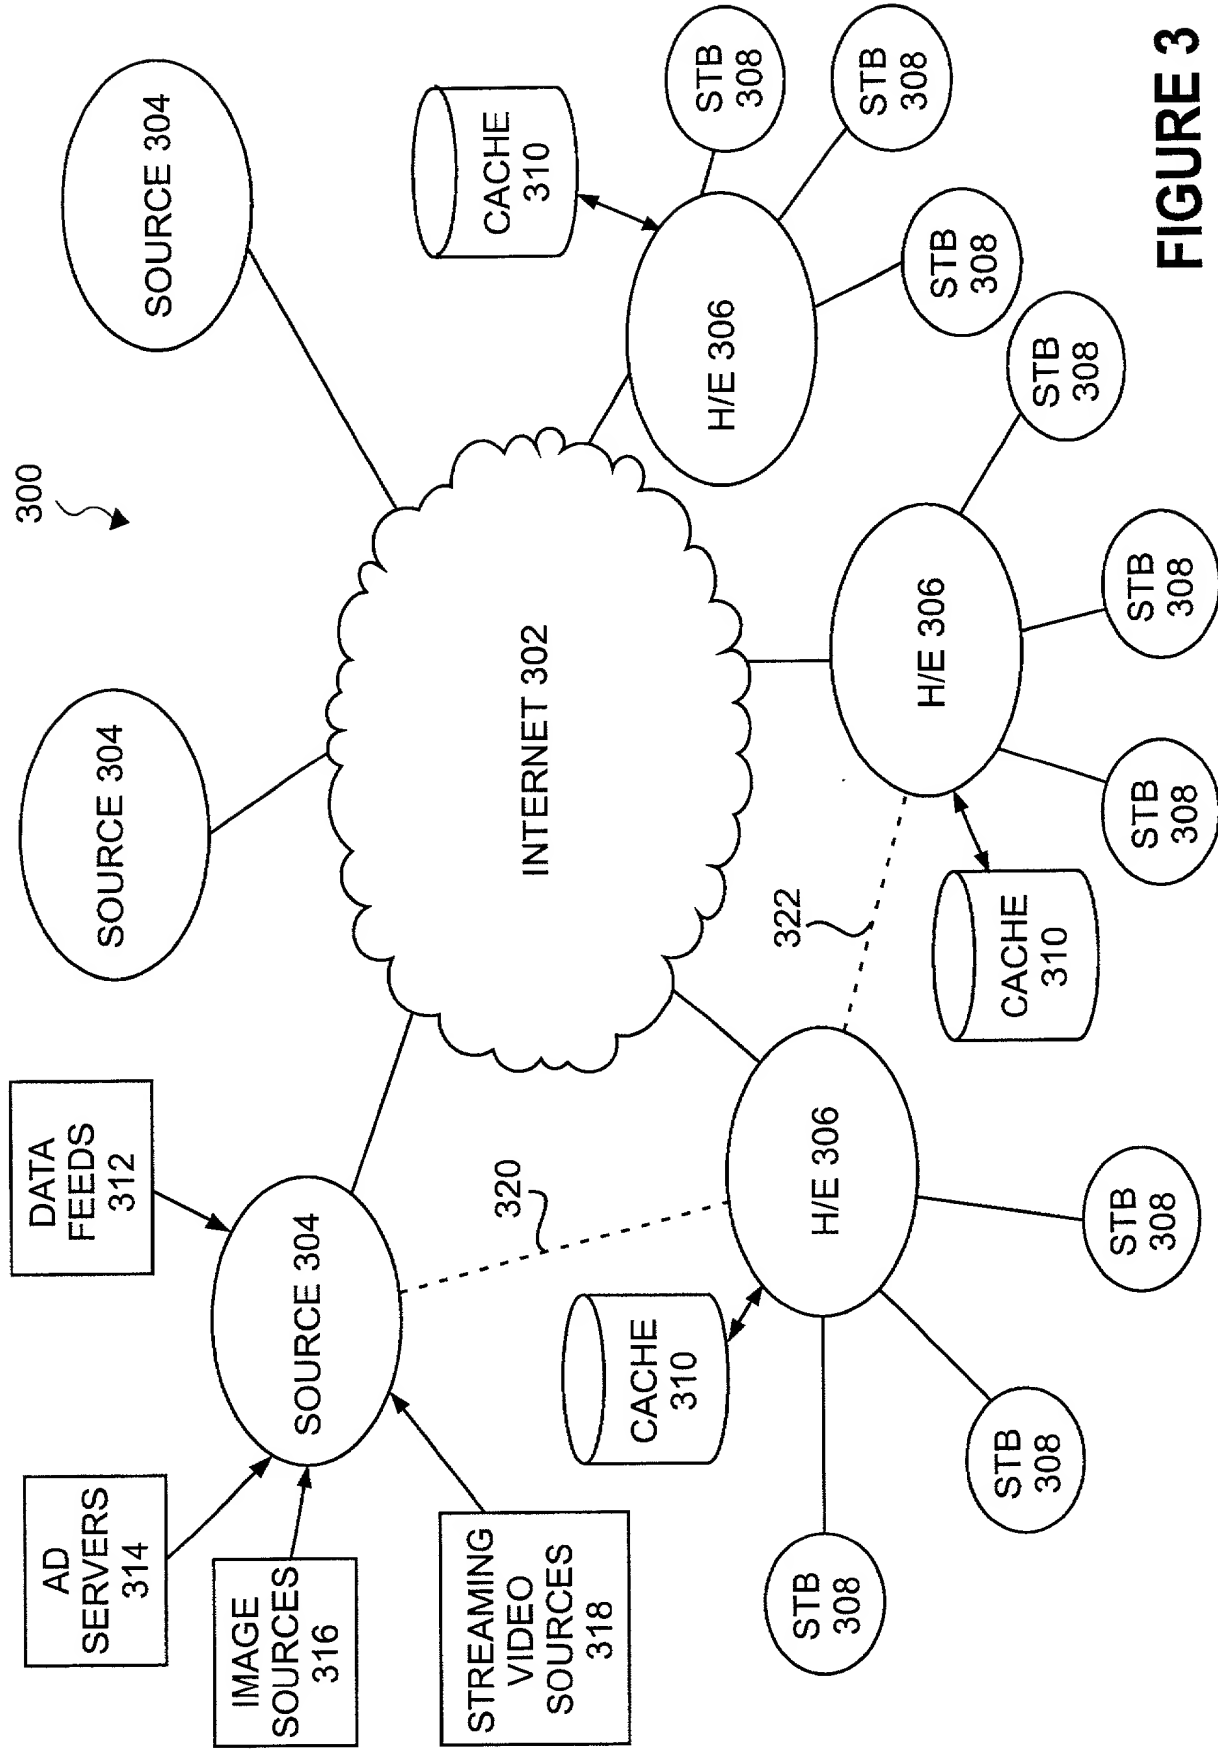 300
DATA
FEEDS
312
AD
SERVERS
314
IMAGE
SOURCES
316
STREAMING
VIDEO
SOURCES
318
SOURCE 304
SOURCE 304
SOURCE 304
INTERNET 302
320
322
CACHE
310
H/E 306
STB
308
STB
308
STB
308
CACHE
310
H/E 306
STB
308
STB
308
STB
308
CACHE
310
H/E 306
STB
308
STB
308
STB
308
FIGURE 3